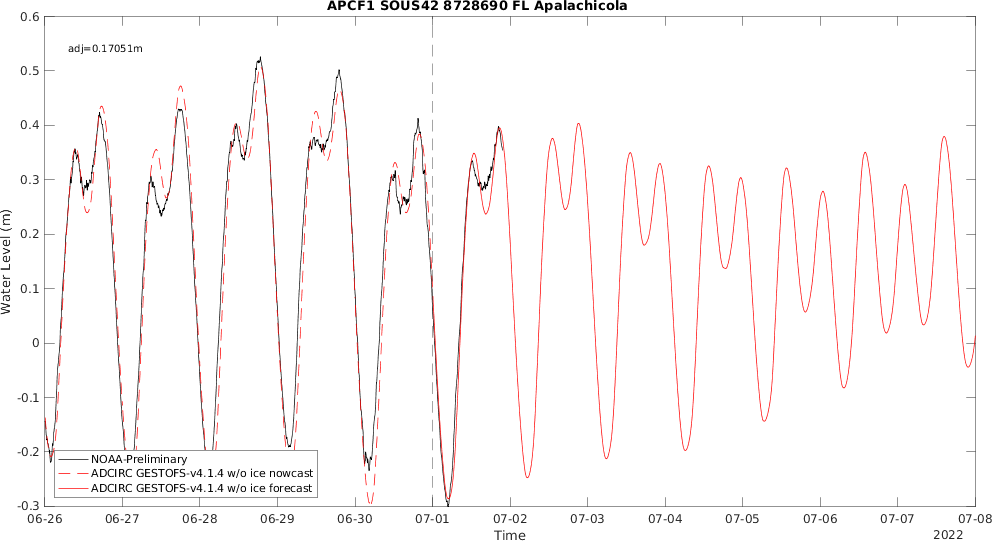 APCF1 SOUS42 8728690 FL Apalachicola
adj=0.17051m
0.6
0.5
0.4
0.3
0.2
0.1
0
-0.1
-0.2
-0.3
Water Level (m)
NOAA-Preliminary
ADCIRC GESTOFS-v4.1.4 w/o ice nowcast
ADCIRC GESTOFS-v4.1.4 w/o ice forecast
06-26 06-27 06-28 06-29 06-30 07-01 07-02 07-03 07-04 07-05 07-06 07-07 07-08
Time
2022